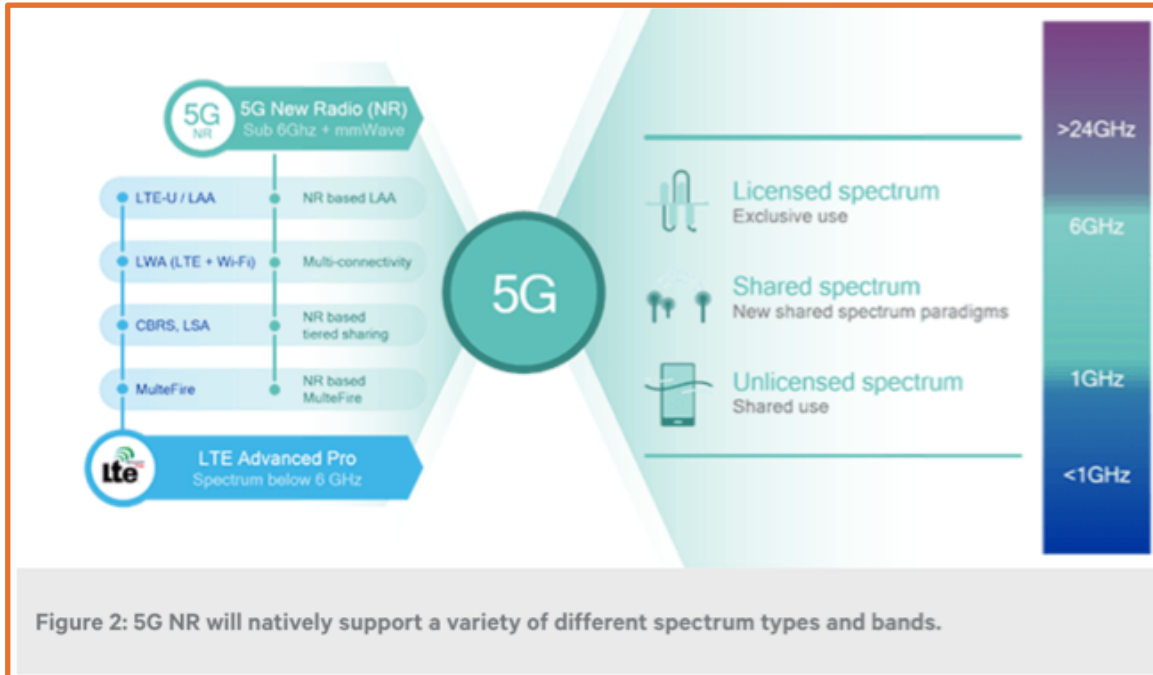 5G
NR
5G New Radio (NR)
Sub 6Ghz + mmWave
LTE-U / LAA
NR based LAA
LWA (LTE + Wi-Fi)
Multi-connectivity
CBRS, LSA
NR based
tiered sharing
MulteFire
NR based
MulteFire
Lte
LTE Advanced Pro
Spectrum below 6 GHz
5G
Licensed spectrum
Exclusive use
Shared spectrum
New shared spectrum paradigms
Unlicensed spectrum
Shared use
>24GHz
6GHz
1GHz
<1GHz
Figure 2: 5G NR will natively support a variety of different spectrum types and bands.